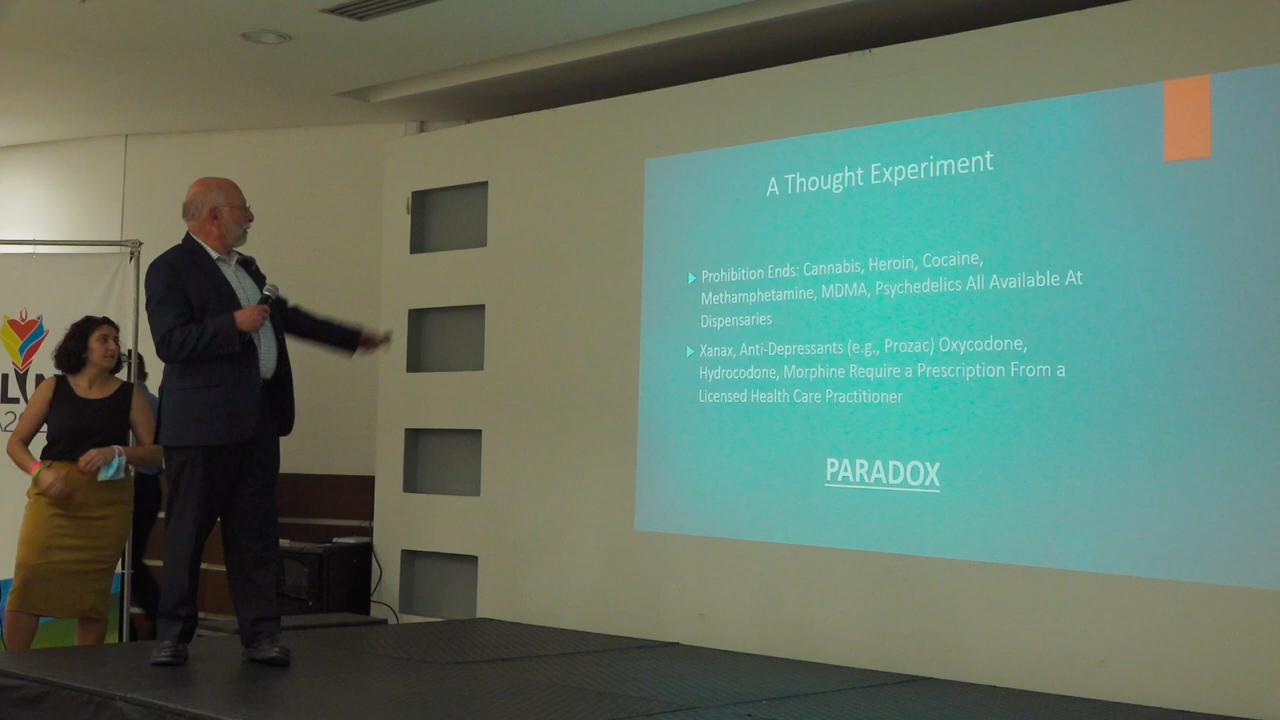 A Thought Experiment
Prohibition Ends: Cannabis, Heroin, Cocaine,
Methamphetamine, MDMA, Psychedelics All Available At
Dispensaries
Xanax, Anti-Depressants (e.g., Prozac) Oxycodone,
Hydrocodone, Morphine Require a Prescription From a
Licensed Health Care Practitioner
PARADOX